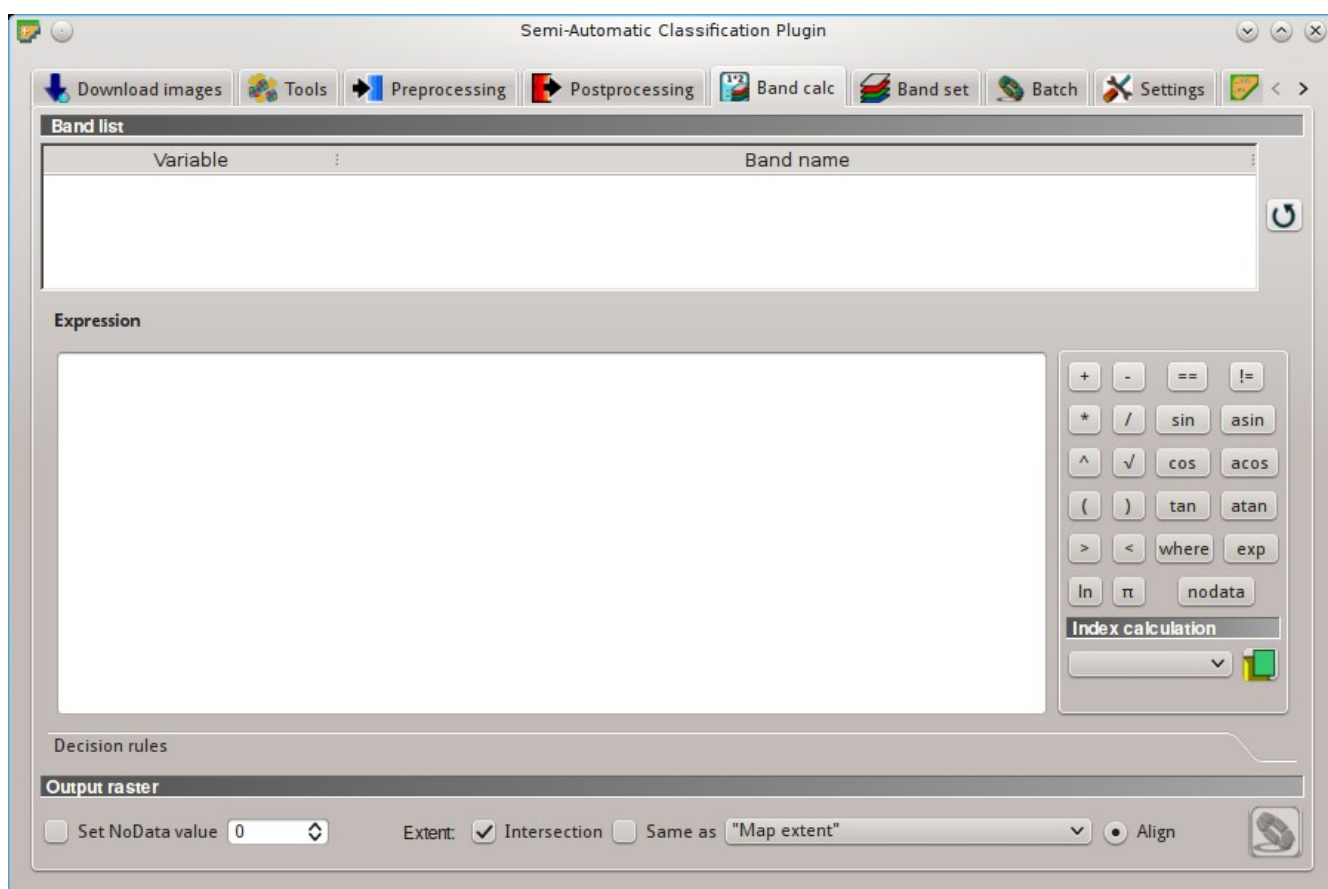 Semi-Automatic Classification Plugin
Download images Tools Preprocessing Postprocessing Band calc Band set Batch Settings < >
Band list
Variable Band name
Expression
+ - == !=
* / sin asin
^ √ cos acos
( ) tan atan
> < where exp
ln π nodata
Index calculation
Decision rules
Output raster
Set NoData value 0 Extent: Intersection Same as "Map extent" Align